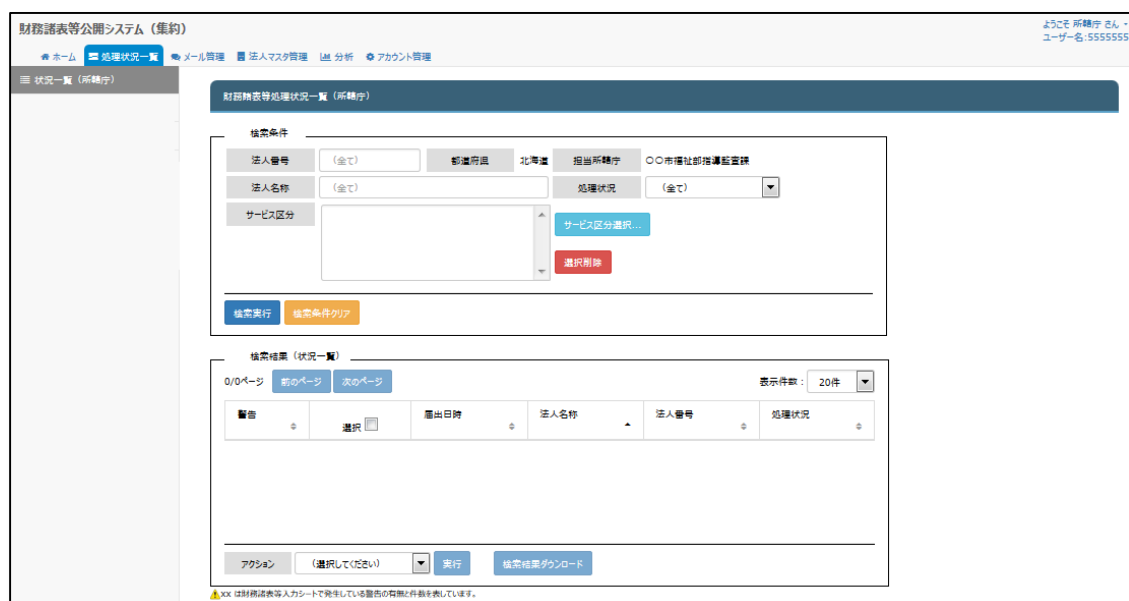 財務諸表等公開システム（集約）
ようこそ 所轄庁 さん
ユーザー名:5555555
ホーム 処理状況一覧 メール管理 法人マスタ管理 分析 アカウント管理
状況一覧（所轄庁）
財務諸表等処理状況一覧（所轄庁）
検索条件
法人番号 （全て） 都道府県 北海道 担当所轄庁 〇〇市福祉部指導監査課
法人名称 （全て） 処理状況 （全て）
サービス区分 サービス区分選択...
選択削除
検索実行 検索条件クリア
検索結果（状況一覧）
0/0ページ 前のページ 次のページ 表示件数： 20件
警告 選択 届出日時 法人名称 法人番号 処理状況
アクション （選択してください） 実行 検索結果ダウンロード
xx は財務諸表等入力シートで発生している警告の有無と件数を表しています。